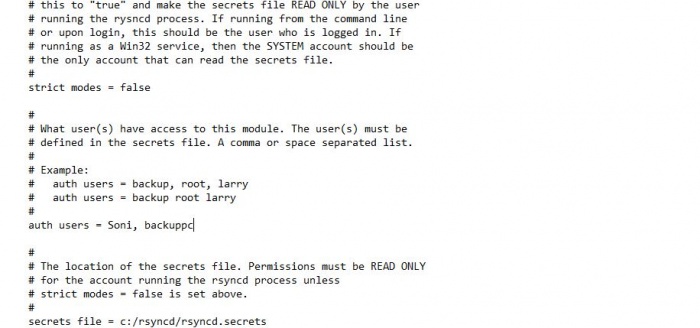 # this to "true" and make the secrets file READ ONLY by the user
# running the rysncd process. If running from the command line
# or upon login, this should be the user who is logged in. If
# running as a Win32 service, then the SYSTEM account should be
# the only account that can read the secrets file.
#
strict modes = false
#
# What user(s) have access to this module. The user(s) must be
# defined in the secrets file. A comma or space separated list.
#
# Example:
#   auth users = backup, root, larry
#   auth users = backup root larry
#
auth users = Soni, backuppc
#
# The location of the secrets file. Permissions must be READ ONLY
# for the account running the rsyncd process unless
# strict modes = false is set above.
#
secrets file = c:/rsyncd/rsyncd.secrets